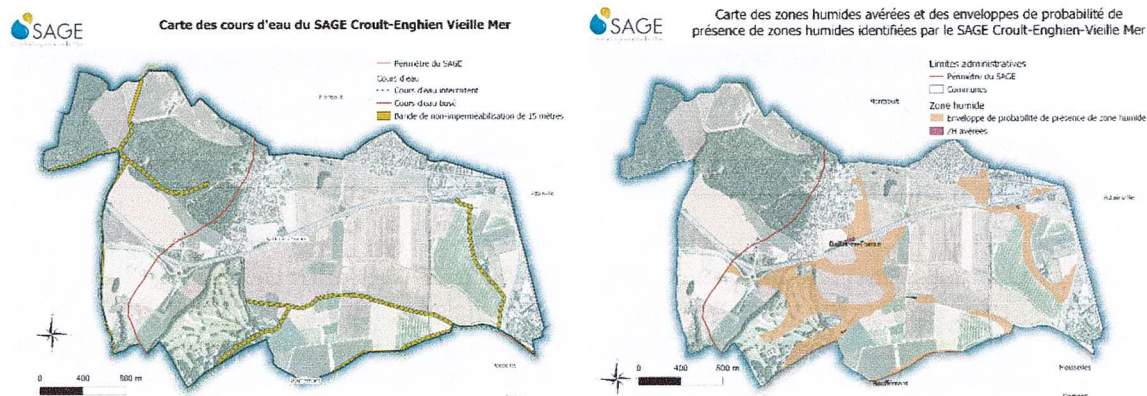 SAGE
Carte des cours d'eau du SAGE Croult-Enghien Vieille Mer
Périmètre du SAGE
Cours d'eau
Cours d'eau intermittent
Cours d'eau busé
Bande de non-imperméabilisation de 15 mètres
0 400 800 m
SAGE
Carte des zones humides avérées et des enveloppes de probabilité de
présence de zones humides identifiées par le SAGE Croult-Enghien-Vieille Mer
Limites administratives
Périmètre du SAGE
Communes
Zone humide
Enveloppe de probabilité de présence de zone humide
ZH avérées
Attainville
Moisselles
0 400 800 m